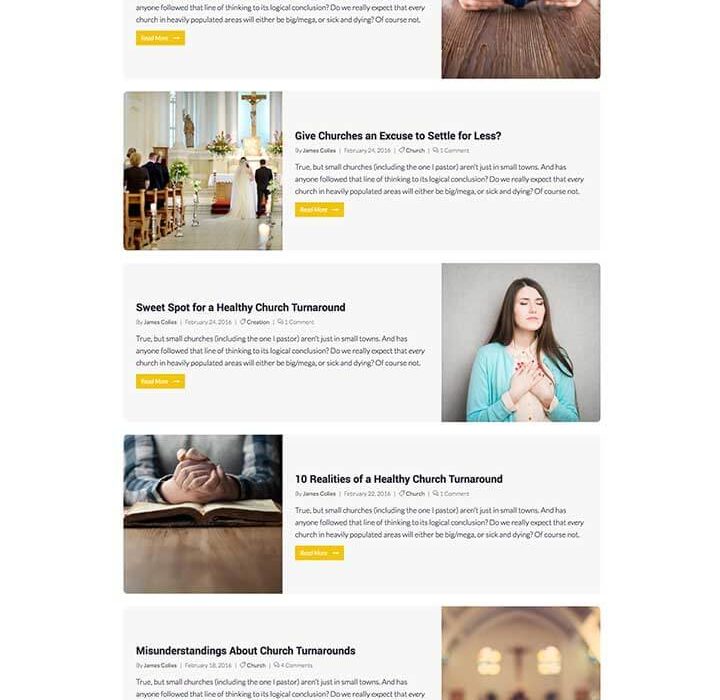 anyone followed that line of thinking to its logical conclusion? Do we really expect that every
church in heavily populated areas will either be big/mega, or sick and dying? Of course not.
Read More
Give Churches an Excuse to Settle for Less?
By James Colles | February 24, 2016 | Church | 1 Comment
True, but small churches (including the one I pastor) aren't just in small towns. And has
anyone followed that line of thinking to its logical conclusion? Do we really expect that every
church in heavily populated areas will either be big/mega, or sick and dying? Of course not.
Read More
Sweet Spot for a Healthy Church Turnaround
By James Colles | February 24, 2016 | Creation | 1 Comment
True, but small churches (including the one I pastor) aren't just in small towns. And has
anyone followed that line of thinking to its logical conclusion? Do we really expect that every
church in heavily populated areas will either be big/mega, or sick and dying? Of course not.
Read More
10 Realities of a Healthy Church Turnaround
By James Colles | February 22, 2016 | Church | 1 Comment
True, but small churches (including the one I pastor) aren't just in small towns. And has
anyone followed that line of thinking to its logical conclusion? Do we really expect that every
church in heavily populated areas will either be big/mega, or sick and dying? Of course not.
Read More
Misunderstandings About Church Turnarounds
By James Colles | February 18, 2016 | Church | 4 Comments
True, but small churches (including the one I pastor) aren't just in small towns. And has
anyone followed that line of thinking to its logical conclusion? Do we really expect that every